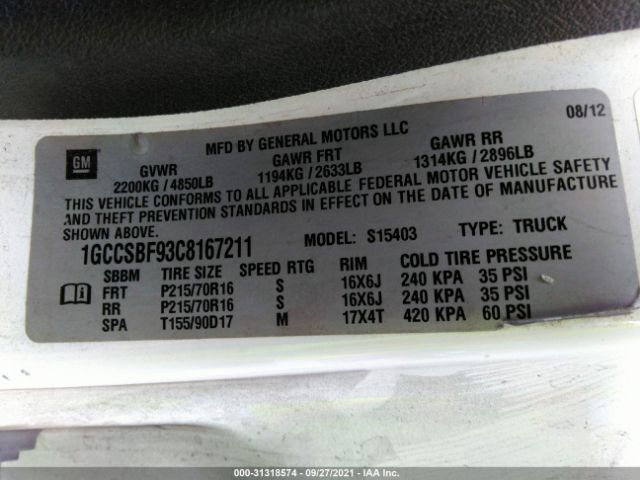 08/12
MFD BY GENERAL MOTORS LLC
GM
GVWR GAWR FRT GAWR RR
2200KG / 4850LB 1194KG / 2633LB 1314KG / 2896LB
THIS VEHICLE CONFORMS TO ALL APPLICABLE FEDERAL MOTOR VEHICLE SAFETY
AND THEFT PREVENTION STANDARDS IN EFFECT ON THE DATE OF MANUFACTURE
SHOWN ABOVE.
1GCCSBF93C8167211 MODEL: S15403 TYPE: TRUCK
SBBM TIRE SIZE SPEED RTG RIM COLD TIRE PRESSURE
FRT P215/70R16 S 16X6J 240 KPA 35 PSI
RR P215/70R16 S 16X6J 240 KPA 35 PSI
SPA T155/90D17 M 17X4T 420 KPA 60 PSI
000-31318574 - 09/27/2021 - IAA Inc.